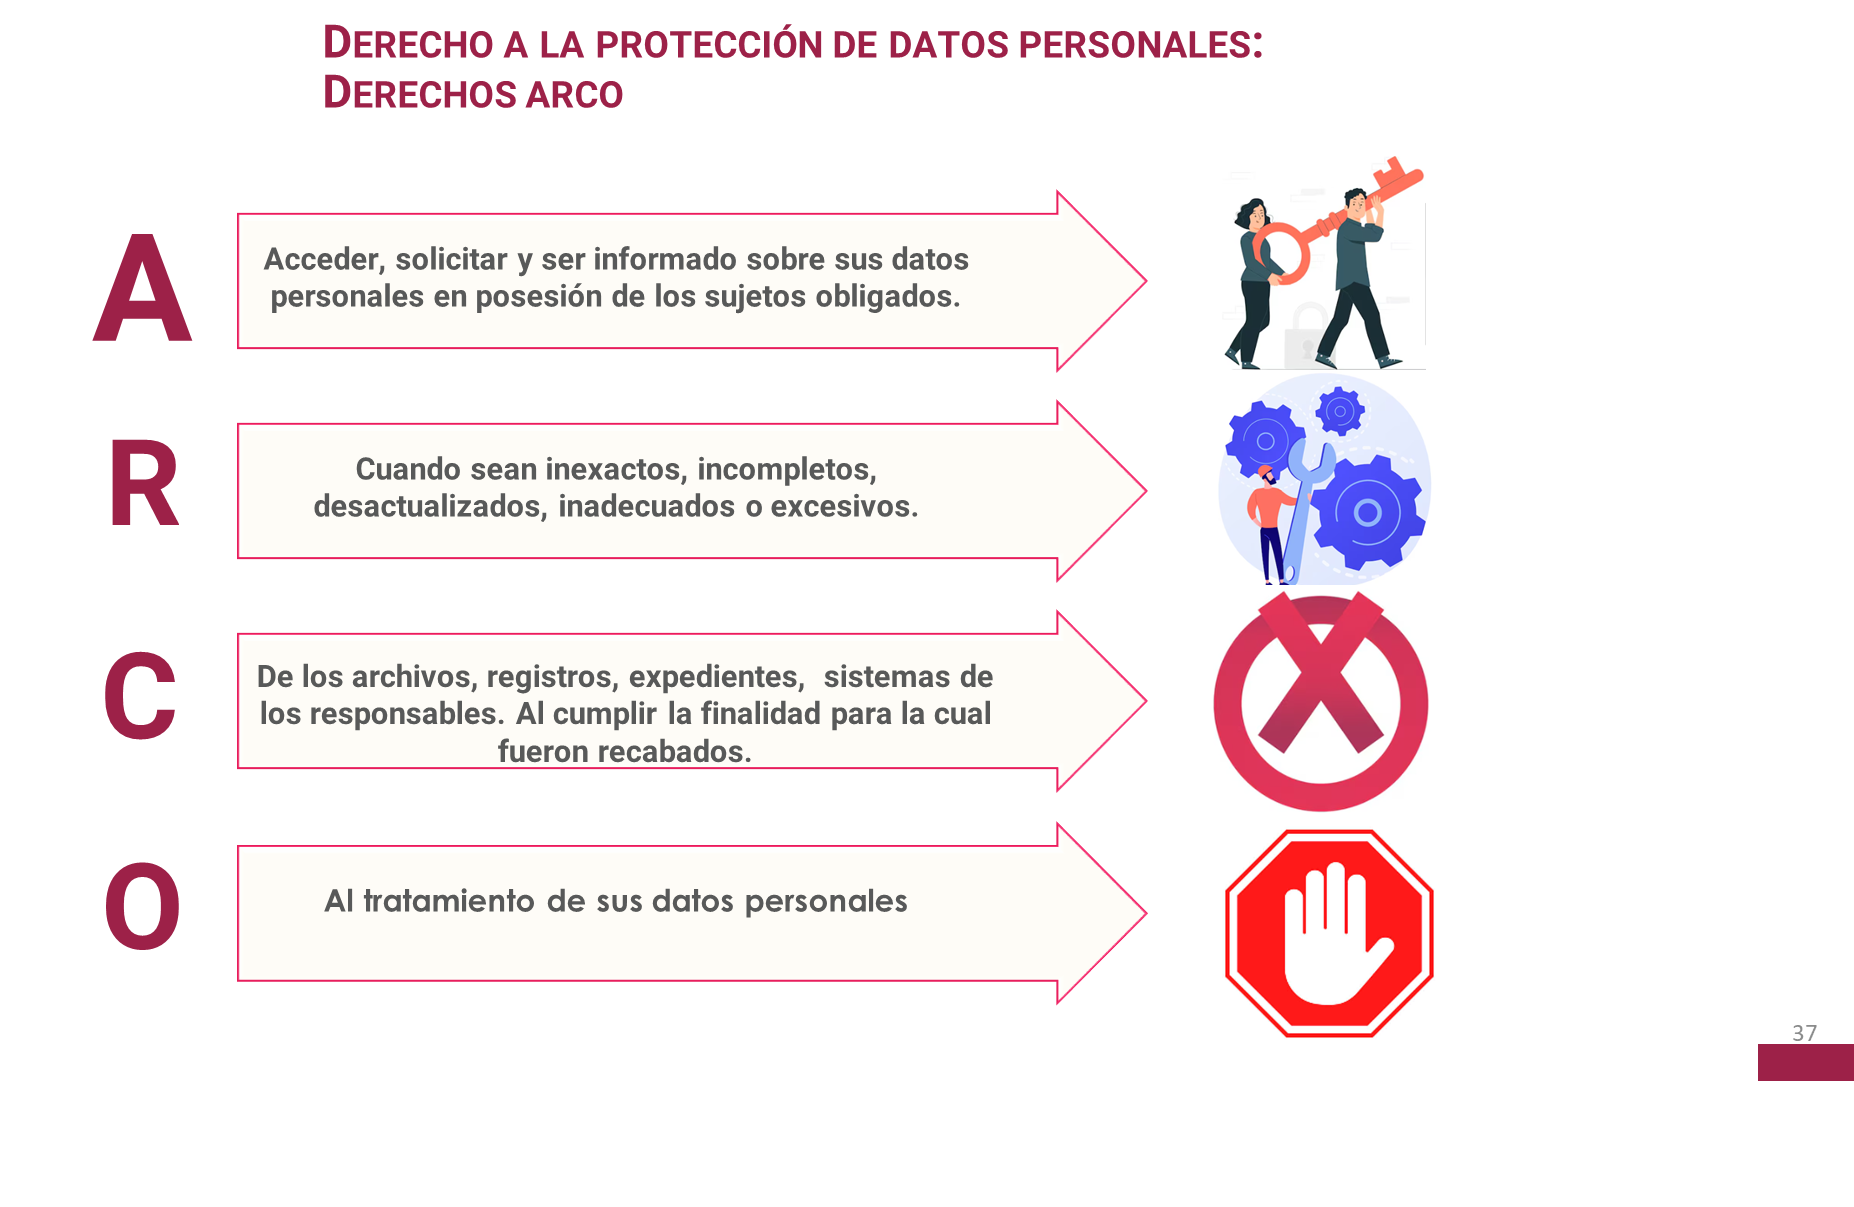 DERECHO A LA PROTECCIÓN DE DATOS PERSONALES:
DERECHOS ARCO
A
Acceder, solicitar y ser informado sobre sus datos
personales en posesión de los sujetos obligados.
R
Cuando sean inexactos, incompletos,
desactualizados, inadecuados o excesivos.
C
De los archivos, registros, expedientes,  sistemas de
los responsables. Al cumplir la finalidad para la cual
fueron recabados.
O
Al tratamiento de sus datos personales
37